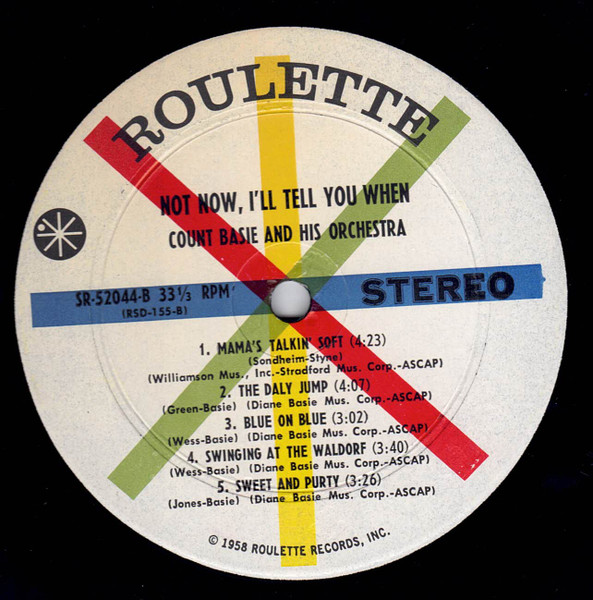 ROULETTE
NOT NOW, I'LL TELL YOU WHEN
COUNT BASIE AND HIS ORCHESTRA
SR-52044-B 33 1/3 RPM STEREO
(RSD-155-B)
1. MAMA'S TALKIN' SOFT (4:23)
(Sondheim-Styne)
(Williamson Mus., Inc.-Stradford Mus. Corp.-ASCAP)
2. THE DALY JUMP (4:07)
(Green-Basie) (Diane Basie Mus. Corp.-ASCAP)
3. BLUE ON BLUE (3:02)
(Wess-Basie) (Diane Basie Mus. Corp.-ASCAP)
4. SWINGING AT THE WALDORF (3:40)
(Wess-Basie) (Diane Basie Mus. Corp.-ASCAP)
5. SWEET AND PURTY (3:26)
(Jones-Basie) (Diane Basie Mus. Corp.-ASCAP)
© 1958 ROULETTE RECORDS, INC.